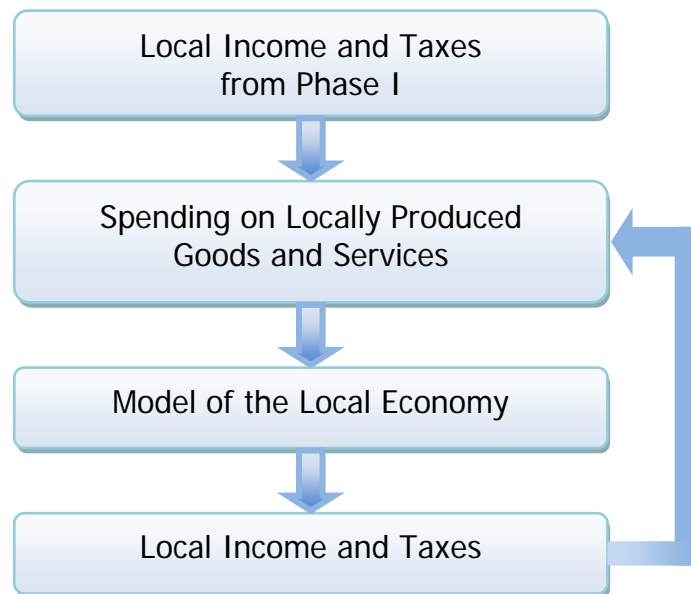 Local Income and Taxes
from Phase I
Spending on Locally Produced
Goods and Services
Model of the Local Economy
Local Income and Taxes